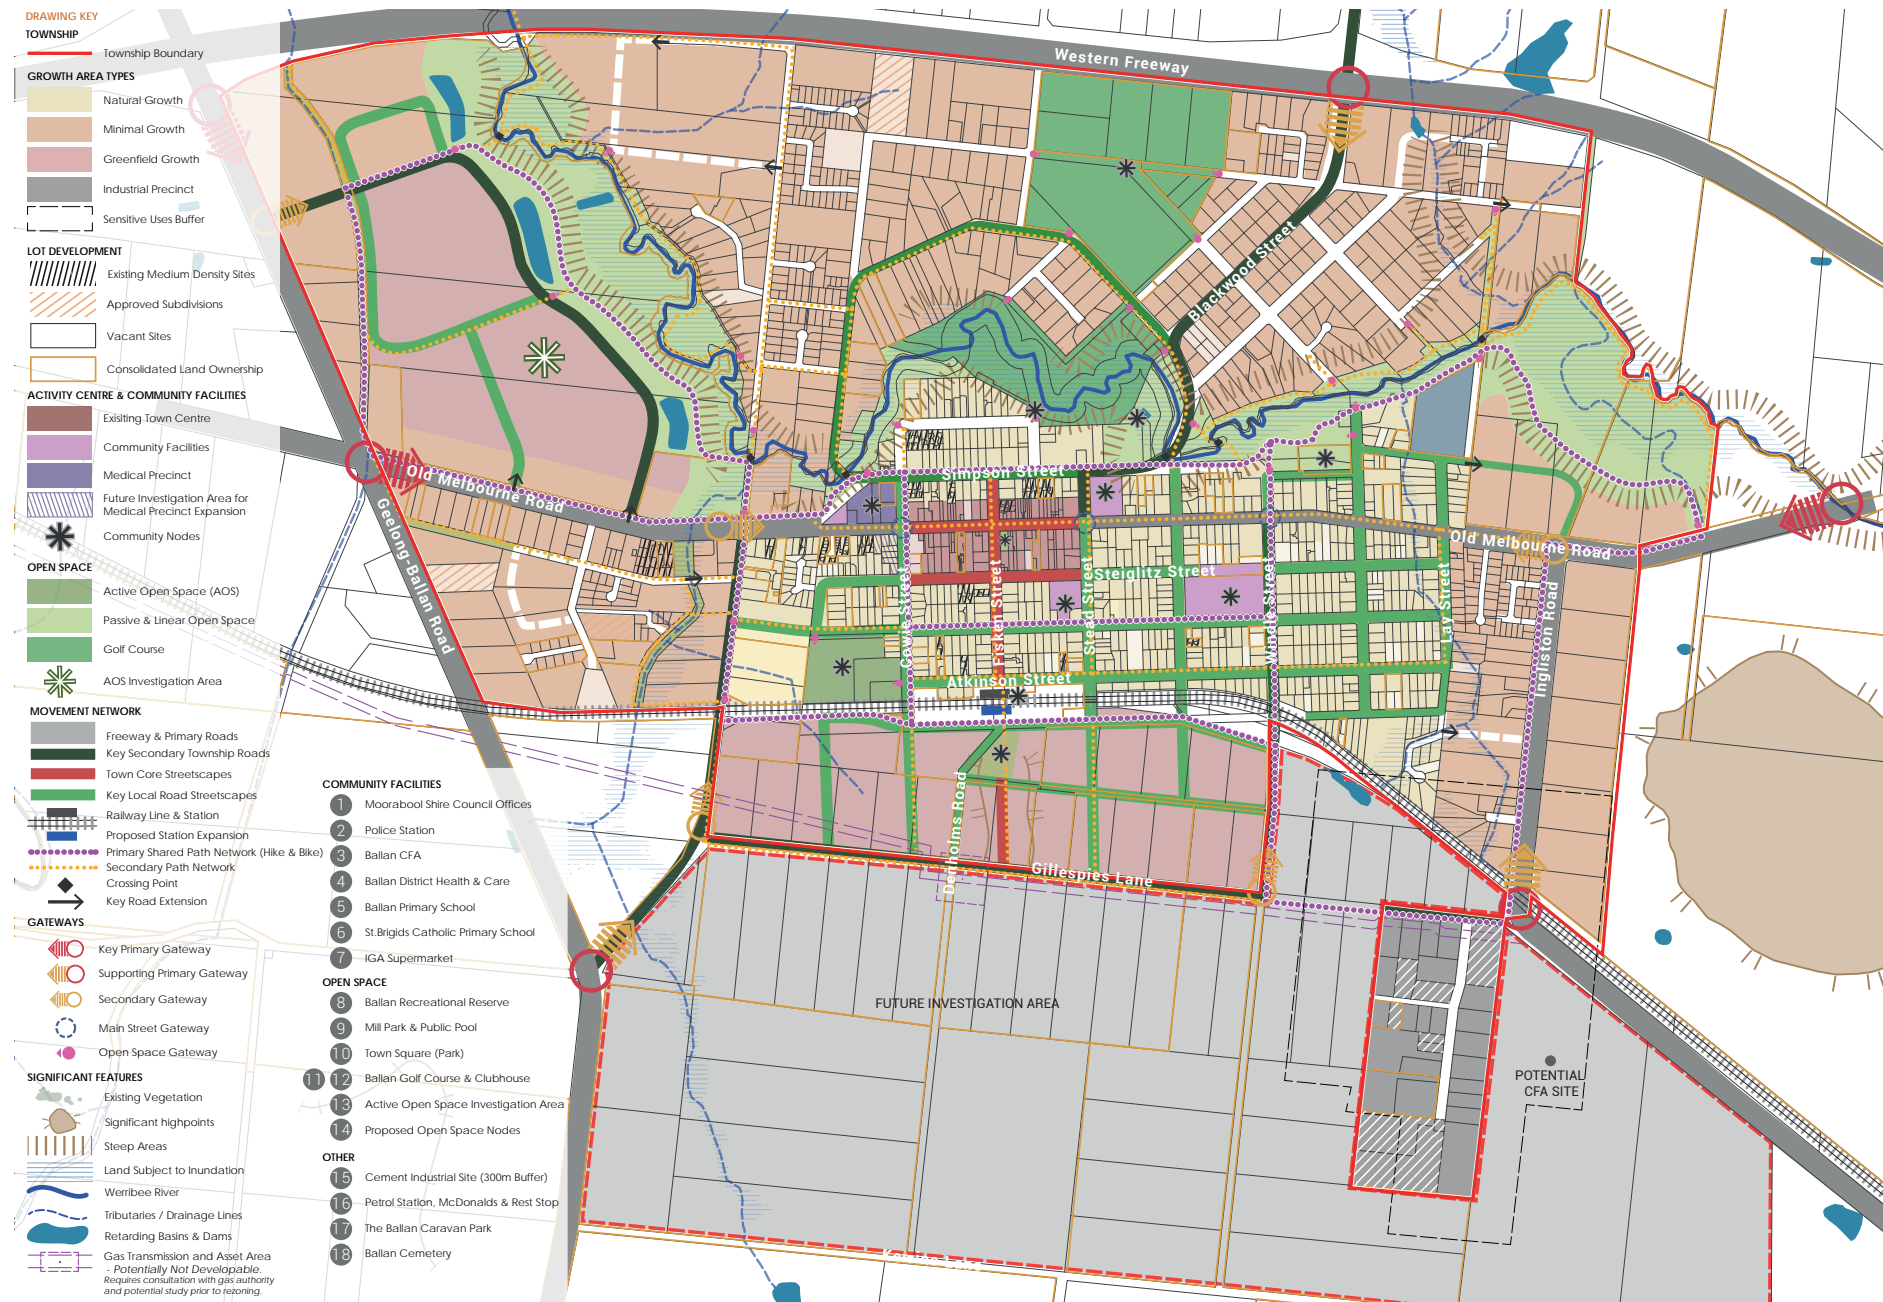 DRAWING KEY
TOWNSHIP
Township Boundary
GROWTH AREA TYPES
Natural Growth
Minimal Growth
Greenfield Growth
Industrial Precinct
Sensitive Uses Buffer
LOT DEVELOPMENT
Existing Medium Density Sites
Approved Subdivisions
Vacant Sites
Consolidated Land Ownership
ACTIVITY CENTRE & COMMUNITY FACILITIES
Exisiting Town Centre
Community Facilities
Medical Precinct
Future Investigation Area for
Medical Precinct Expansion
Community Nodes
OPEN SPACE
Active Open Space (AOS)
Passive & Linear Open Space
Golf Course
AOS Investigation Area
MOVEMENT NETWORK
Freeway & Primary Roads
Key Secondary Township Roads
Town Core Streetscapes
Key Local Road Streetscapes
Railway Line & Station
Proposed Station Expansion
Primary Shared Path Network (Hike & Bike)
Secondary Path Network
Crossing Point
Key Road Extension
GATEWAYS
Key Primary Gateway
Supporting Primary Gateway
Secondary Gateway
Main Street Gateway
Open Space Gateway
SIGNIFICANT FEATURES
Existing Vegetation
Significant highpoints
Steep Areas
Land Subject to Inundation
Werribee River
Tributaries / Drainage Lines
Retarding Basins & Dams
Gas Transmission and Asset Area
- Potentially Not Developable.
Requires consultation with gas authority
and potential study prior to rezoning.
COMMUNITY FACILITIES
1 Moorabool Shire Council Offices
2 Police Station
3 Ballan CFA
4 Ballan District Health & Care
5 Ballan Primary School
6 St.Brigids Catholic Primary School
7 IGA Supermarket
OPEN SPACE
8 Ballan Recreational Reserve
9 Mill Park & Public Pool
10 Town Square (Park)
11 12 Ballan Golf Course & Clubhouse
13 Active Open Space Investigation Area
14 Proposed Open Space Nodes
OTHER
15 Cement Industrial Site (300m Buffer)
16 Petrol Station, McDonalds & Rest Stop
17 The Ballan Caravan Park
18 Ballan Cemetery
Western Freeway
Blackwood Street
Old Melbourne Road
Geelong-Ballan Road
Simpson Street
Old Melbourne Road
Steiglitz Street
Cowie Street
Fisken Street
Stead Street
Windle Street
Lay Street
Ingliston Road
Atkinson Street
Denholms Road
Gillespies Lane
FUTURE INVESTIGATION AREA
POTENTIAL
CFA SITE